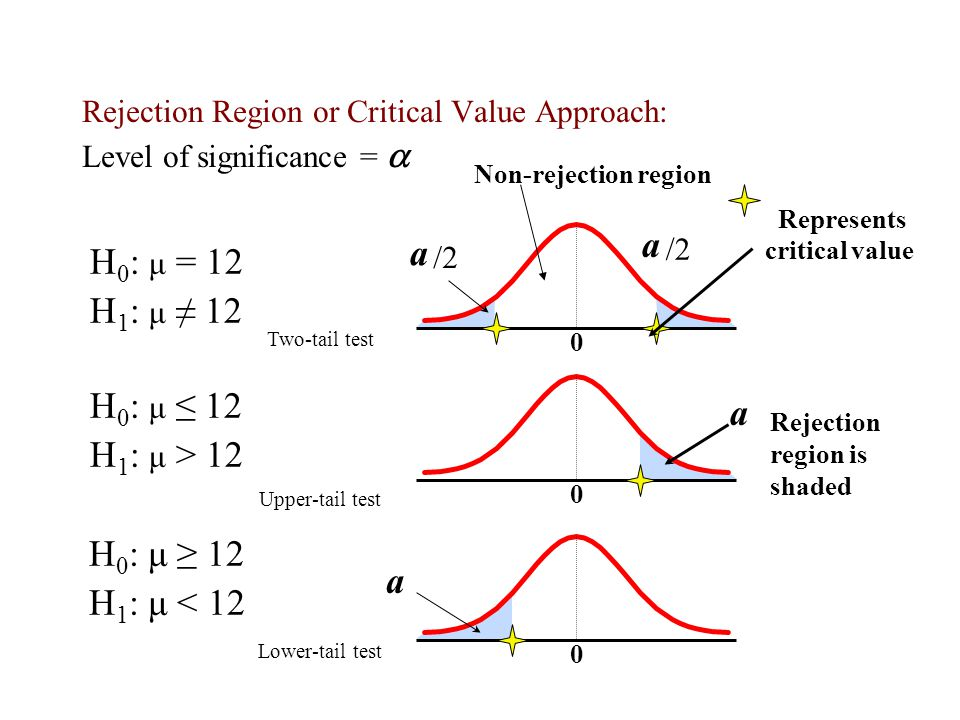 Rejection Region or Critical Value Approach:
Level of significance = α
Non-rejection region
Represents
critical value
H₀: μ = 12
H₁: μ ≠ 12
a /2
a /2
Two-tail test
0
H₀: μ ≤ 12
H₁: μ > 12
a
Rejection
region is
shaded
Upper-tail test
0
H₀: μ ≥ 12
H₁: μ < 12
a
Lower-tail test
0